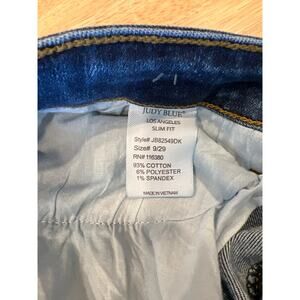 JUDY BLUE
LOS ANGELES
SLIM FIT
Style# JB82549DK
Size# 9/29
RN# 116380
93% COTTON
6% POLYESTER
1% SPANDEX
MADE IN VIETNAM